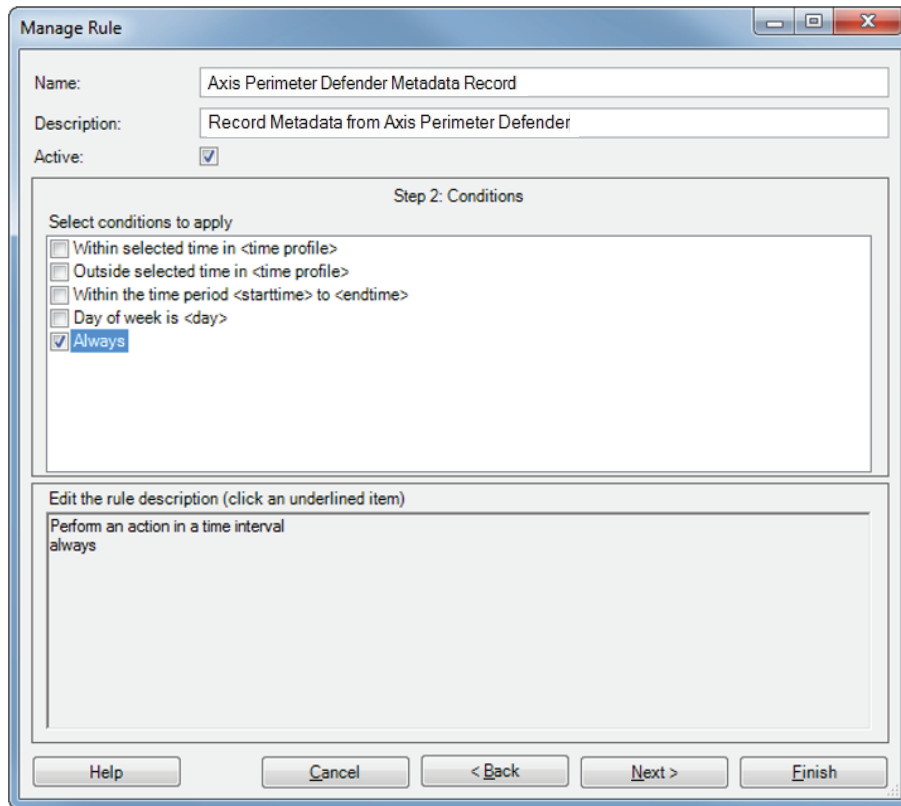 Manage Rule
Name: Axis Perimeter Defender Metadata Record
Description: Record Metadata from Axis Perimeter Defender
Active:
Step 2: Conditions
Select conditions to apply
Within selected time in <time profile>
Outside selected time in <time profile>
Within the time period <starttime> to <endtime>
Day of week is <day>
Always
Edit the rule description (click an underlined item)
Perform an action in a time interval
always
Help Cancel < Back Next > Finish